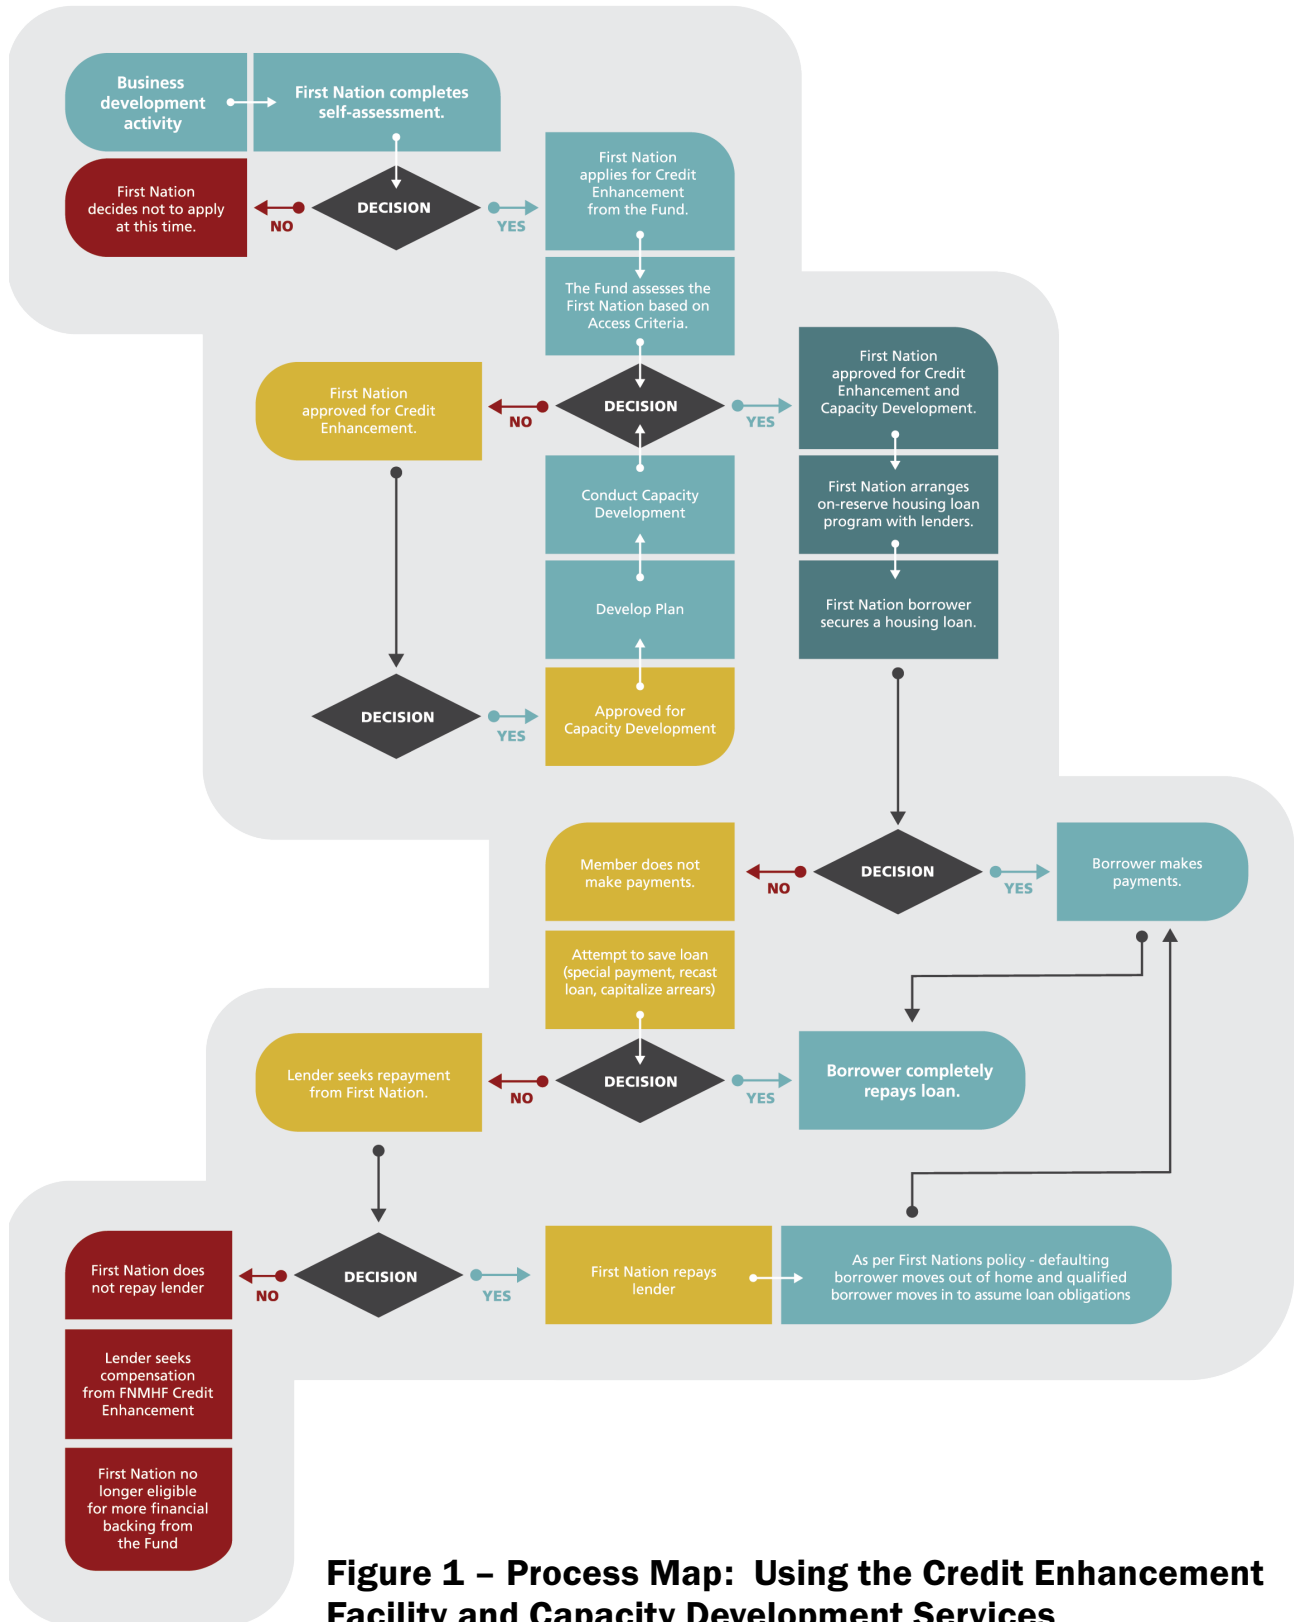 Business
development
activity
First Nation completes
self-assessment.
First Nation
decides not to apply
at this time.
NO
DECISION
YES
First Nation
applies for Credit
Enhancement
from the Fund.
The Fund assesses the
First Nation based on
Access Criteria.
First Nation
approved for Credit
Enhancement.
NO
DECISION
YES
First Nation
approved for Credit
Enhancement and
Capacity Development.
Conduct Capacity
Development
First Nation arranges
on-reserve housing loan
program with lenders.
Develop Plan
First Nation borrower
secures a housing loan.
DECISION
YES
Approved for
Capacity Development
Member does not
make payments.
NO
DECISION
YES
Borrower makes
payments.
Attempt to save loan
(special payment, recast
loan, capitalize arrears)
Lender seeks repayment
from First Nation.
NO
DECISION
YES
Borrower completely
repays loan.
First Nation does
not repay lender
NO
DECISION
YES
First Nation repays
lender
As per First Nations policy - defaulting
borrower moves out of home and qualified
borrower moves in to assume loan obligations
Lender seeks
compensation
from FNMHF Credit
Enhancement
First Nation no
longer eligible
for more financial
backing from
the Fund
Figure 1 – Process Map: Using the Credit Enhancement
Facility and Capacity Development Services